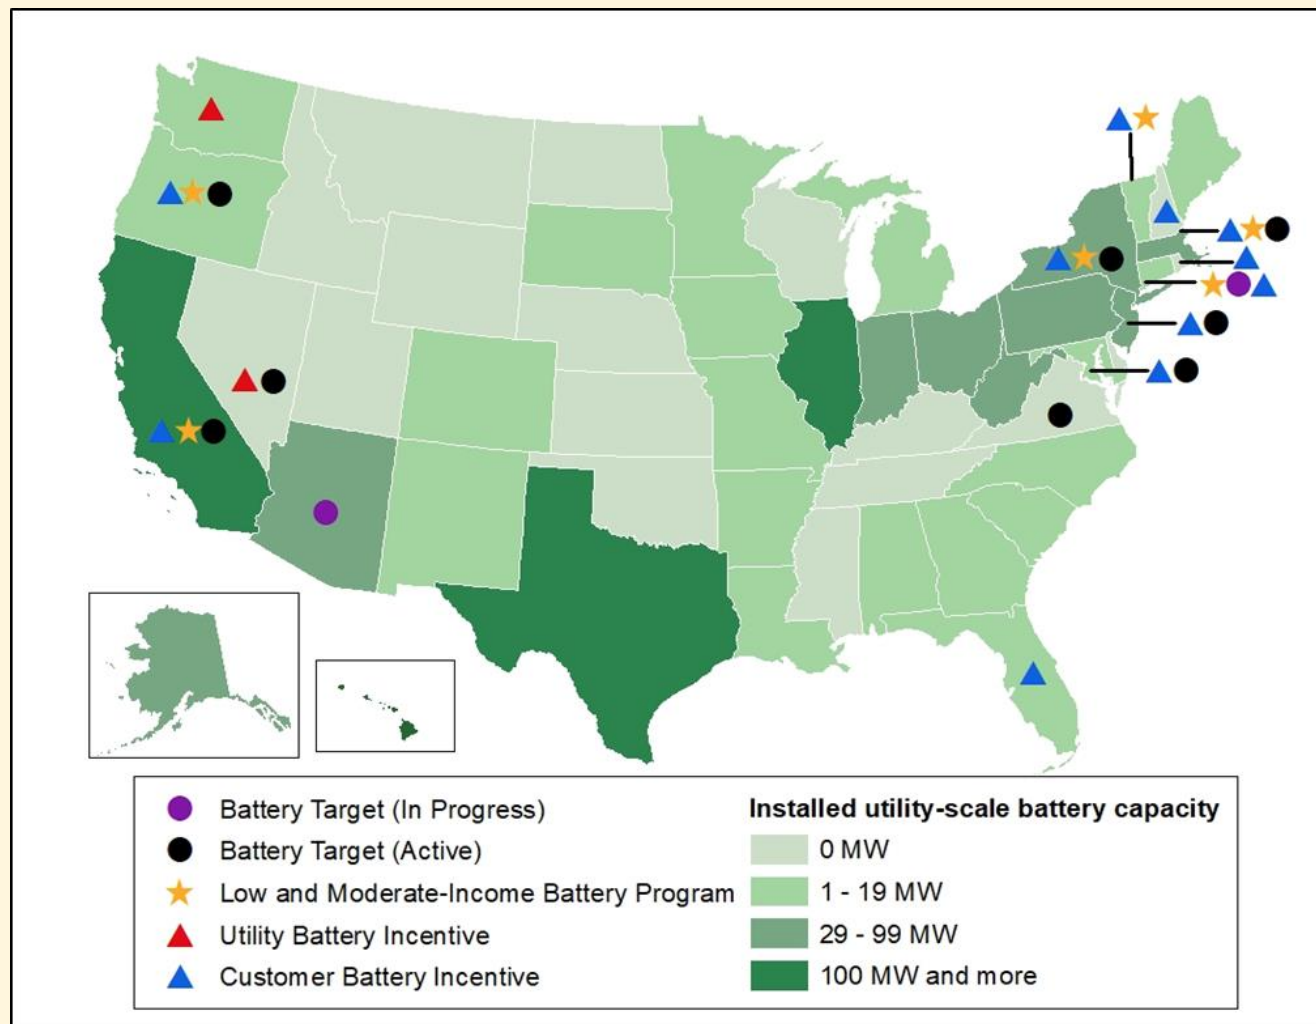 Battery Target (In Progress)
Battery Target (Active)
Low and Moderate-Income Battery Program
Utility Battery Incentive
Customer Battery Incentive
Installed utility-scale battery capacity
0 MW
1 - 19 MW
29 - 99 MW
100 MW and more